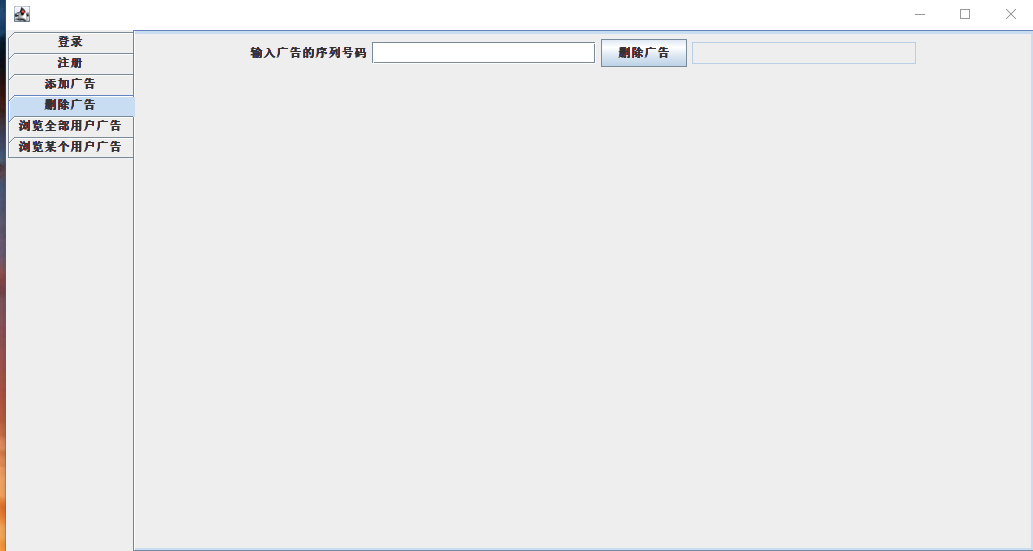 登录
注册
添加广告
删除广告
浏览全部用户广告
浏览某个用户广告
输入广告的序列号码
删除广告